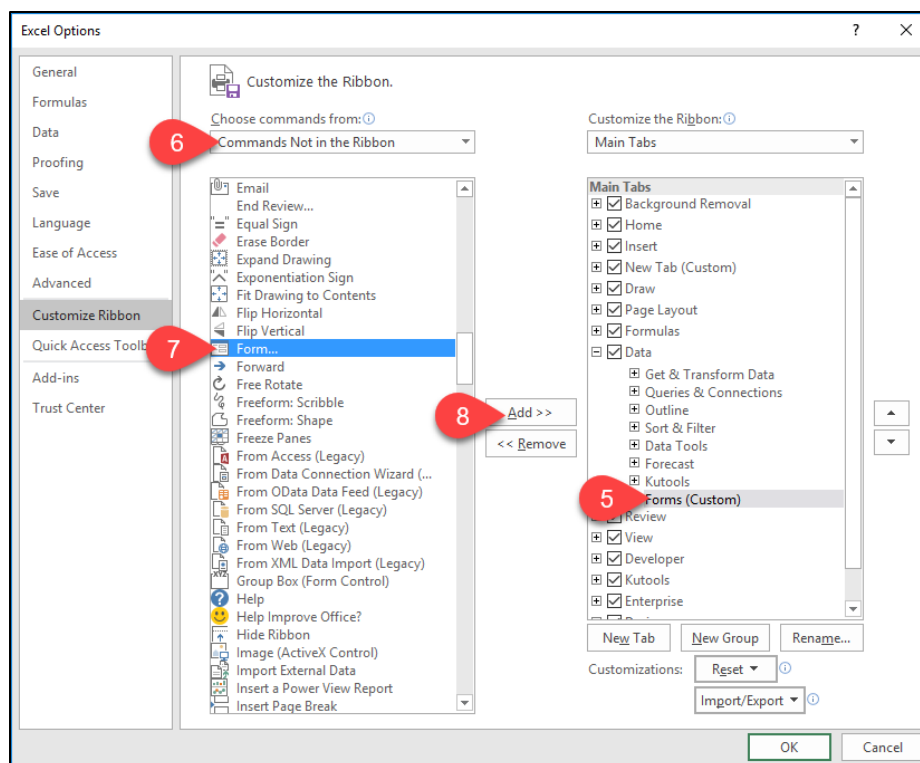 Excel Options
?
General
Formulas
Data
Proofing
Save
Language
Ease of Access
Advanced
Customize Ribbon
Quick Access Toolb
Add-ins
Trust Center
Customize the Ribbon.
Choose commands from:
6
Commands Not in the Ribbon
Email
End Review...
"=" Equal Sign
Erase Border
Expand Drawing
"^" Exponentiation Sign
Fit Drawing to Contents
Flip Horizontal
Flip Vertical
7
Form...
Forward
Free Rotate
Freeform: Scribble
Freeform: Shape
Freeze Panes
From Access (Legacy)
From Data Connection Wizard (...
From OData Data Feed (Legacy)
From SQL Server (Legacy)
From Text (Legacy)
From Web (Legacy)
From XML Data Import (Legacy)
XYZ Group Box (Form Control)
Help
Help Improve Office?
Hide Ribbon
Image (ActiveX Control)
Import External Data
Insert a Power View Report
Insert Page Break
8
Add >>
<< Remove
Customize the Ribbon:
Main Tabs
Main Tabs
Background Removal
Home
Insert
New Tab (Custom)
Draw
Page Layout
Formulas
Data
Get & Transform Data
Queries & Connections
Outline
Sort & Filter
Data Tools
Forecast
Kutools
5
Forms (Custom)
Review
View
Developer
Kutools
Enterprise
New Tab
New Group
Rename...
Customizations:
Reset
Import/Export
OK
Cancel